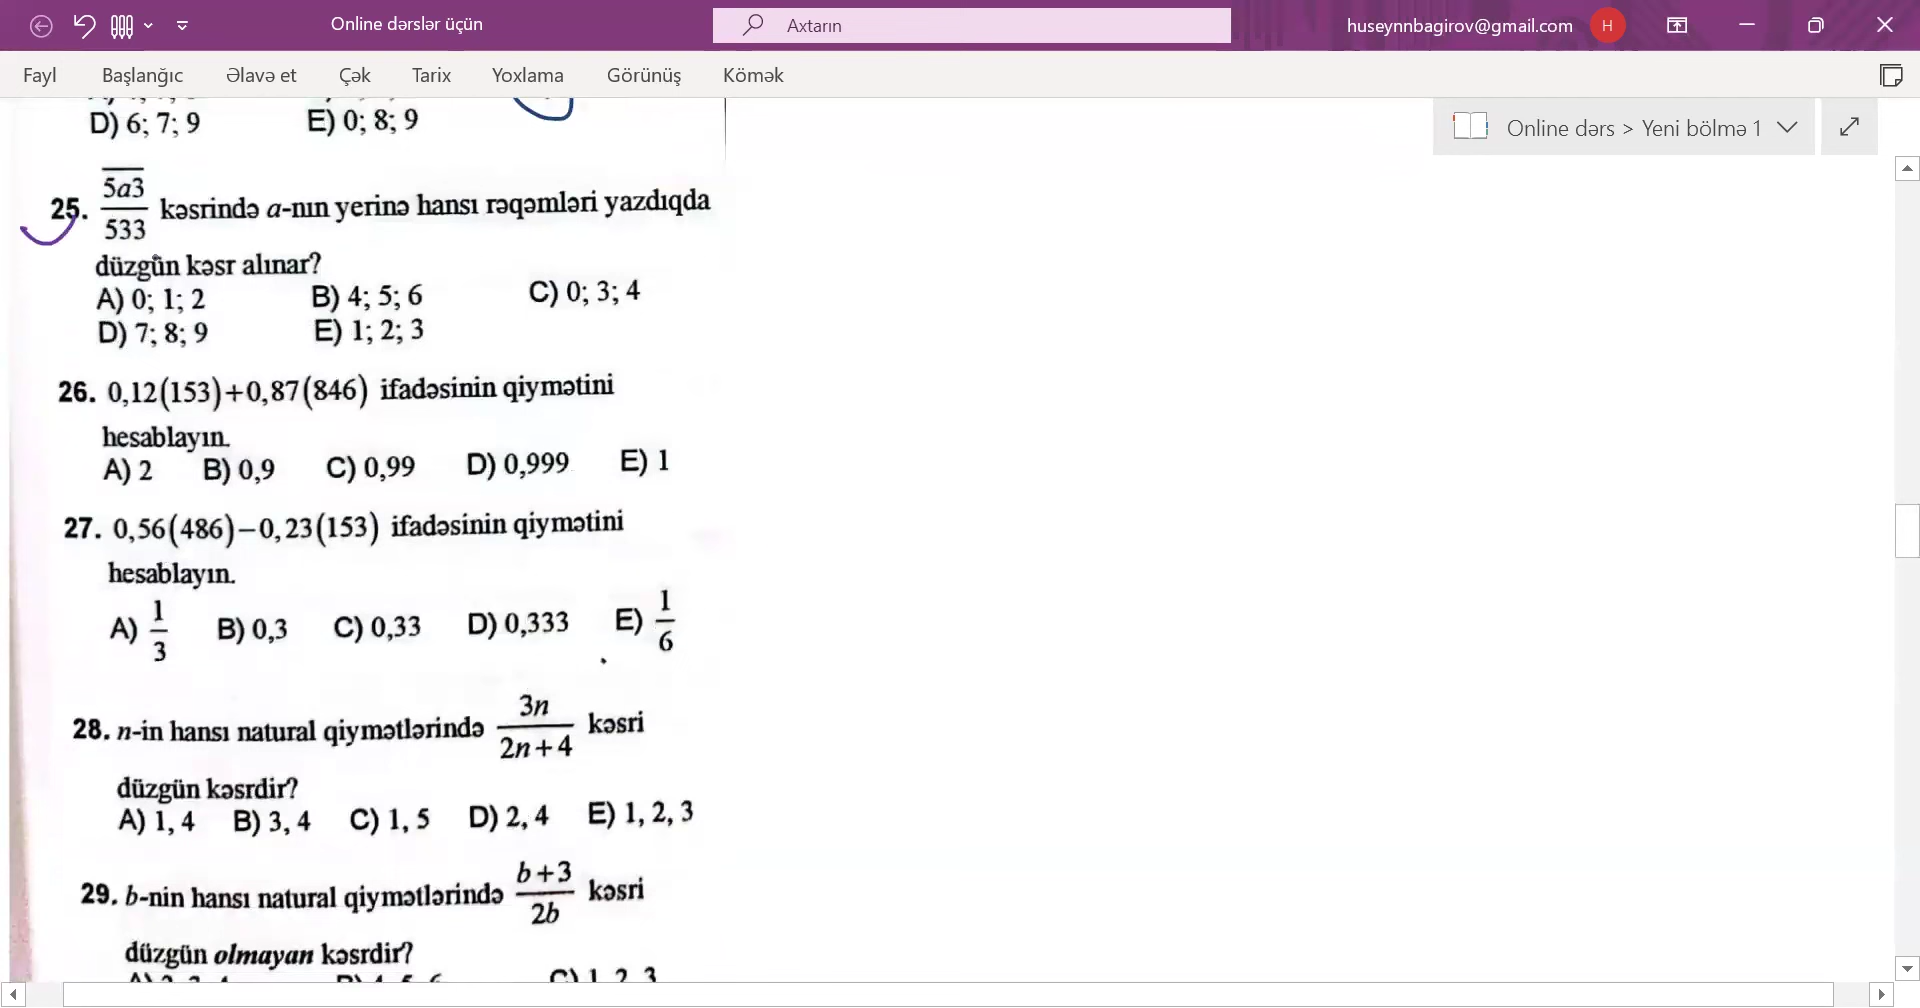 Online dərslər üçün
Axtarın
huseynnbagirov@gmail.com
H
Fayl Başlanğıc Əlavə et Çək Tarix Yoxlama Görünüş Kömək
Online dərs > Yeni bölmə 1
D) 6; 7; 9 E) 0; 8; 9
25. \overline{5a3}/533 kəsrində a-nın yerinə hansı rəqəmləri yazdıqda
düzgün kəsr alınar?
A) 0; 1; 2 B) 4; 5; 6 C) 0; 3; 4
D) 7; 8; 9 E) 1; 2; 3
26. 0,12(153)+0,87(846) ifadəsinin qiymətini
hesablayın.
A) 2 B) 0,9 C) 0,99 D) 0,999 E) 1
27. 0,56(486)−0,23(153) ifadəsinin qiymətini
hesablayın.
A) 1/3 B) 0,3 C) 0,33 D) 0,333 E) 1/6
28. n-in hansı natural qiymətlərində 3n/(2n+4) kəsri
düzgün kəsrdir?
A) 1, 4 B) 3, 4 C) 1, 5 D) 2, 4 E) 1, 2, 3
29. b-nin hansı natural qiymətlərində (b+3)/2b kəsri
düzgün olmayan kəsrdir?
C) 1, 2, 3